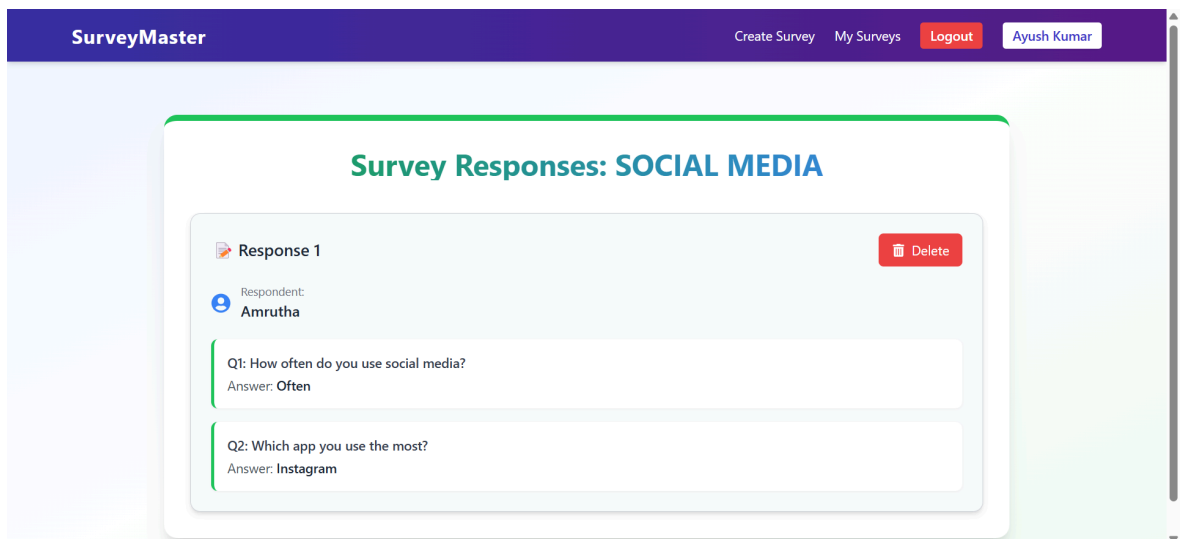 SurveyMaster
Create Survey My Surveys Logout Ayush Kumar
Survey Responses: SOCIAL MEDIA
Response 1
Delete
Respondent:
Amrutha
Q1: How often do you use social media?
Answer: Often
Q2: Which app you use the most?
Answer: Instagram